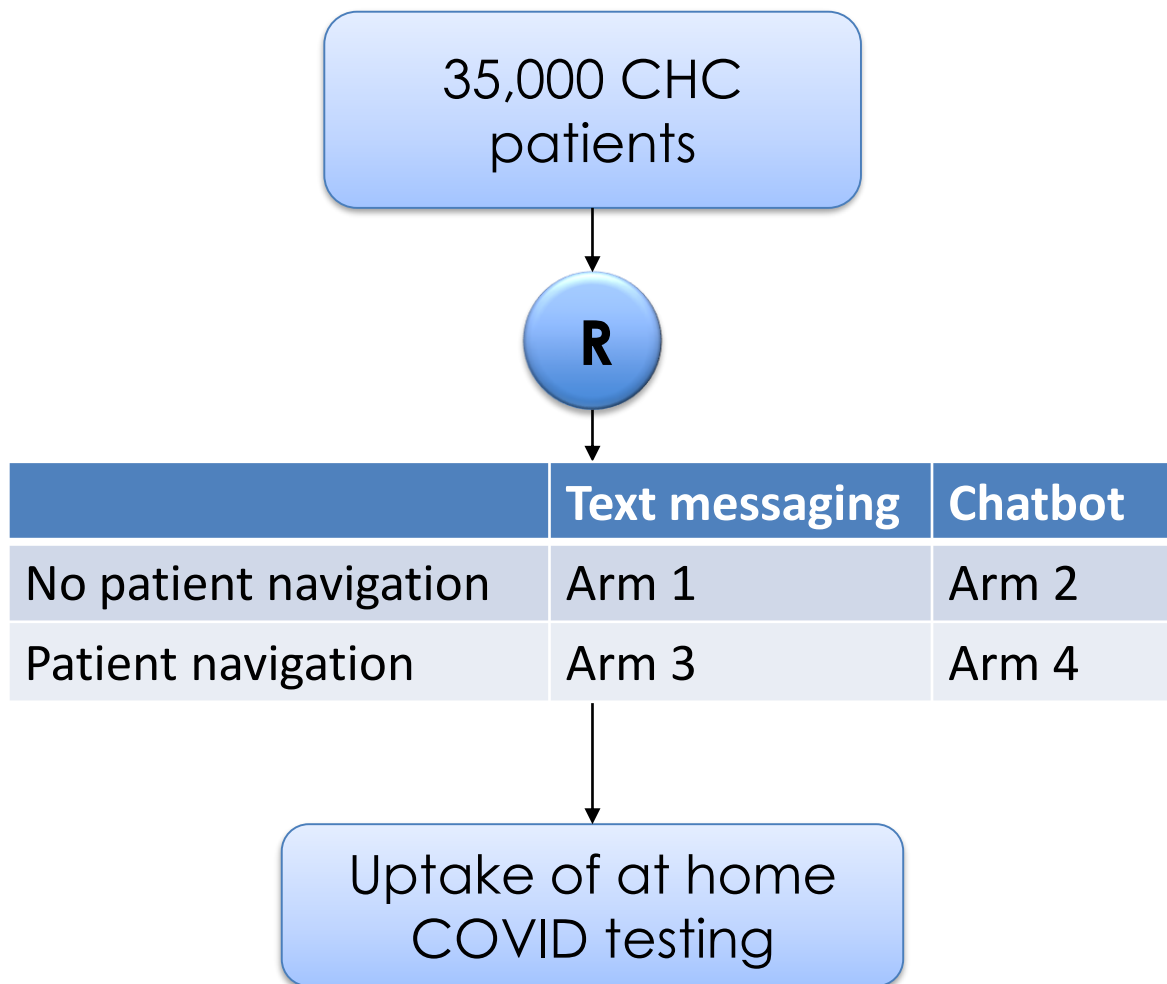 35,000 CHC
patients
R
Text messaging Chatbot
No patient navigation Arm 1 Arm 2
Patient navigation Arm 3 Arm 4
Uptake of at home
COVID testing